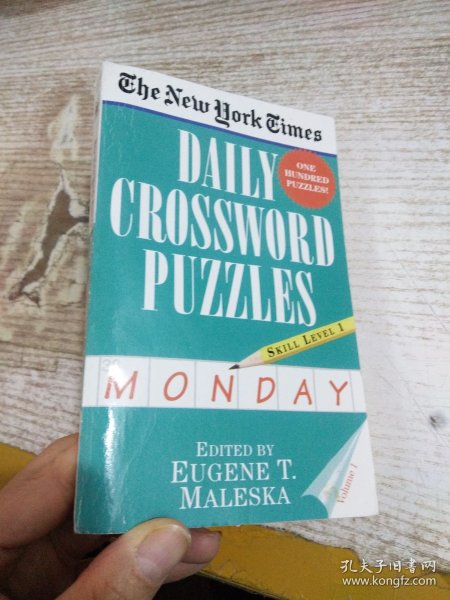 The New York Times
DAILY
CROSSWORD
PUZZLES
ONE
HUNDRED
PUZZLES!
SKILL LEVEL 1
36
MONDAY
EDITED BY
EUGENE T.
MALESKA
Volume 1
孔夫子旧书网
www.kongfz.com